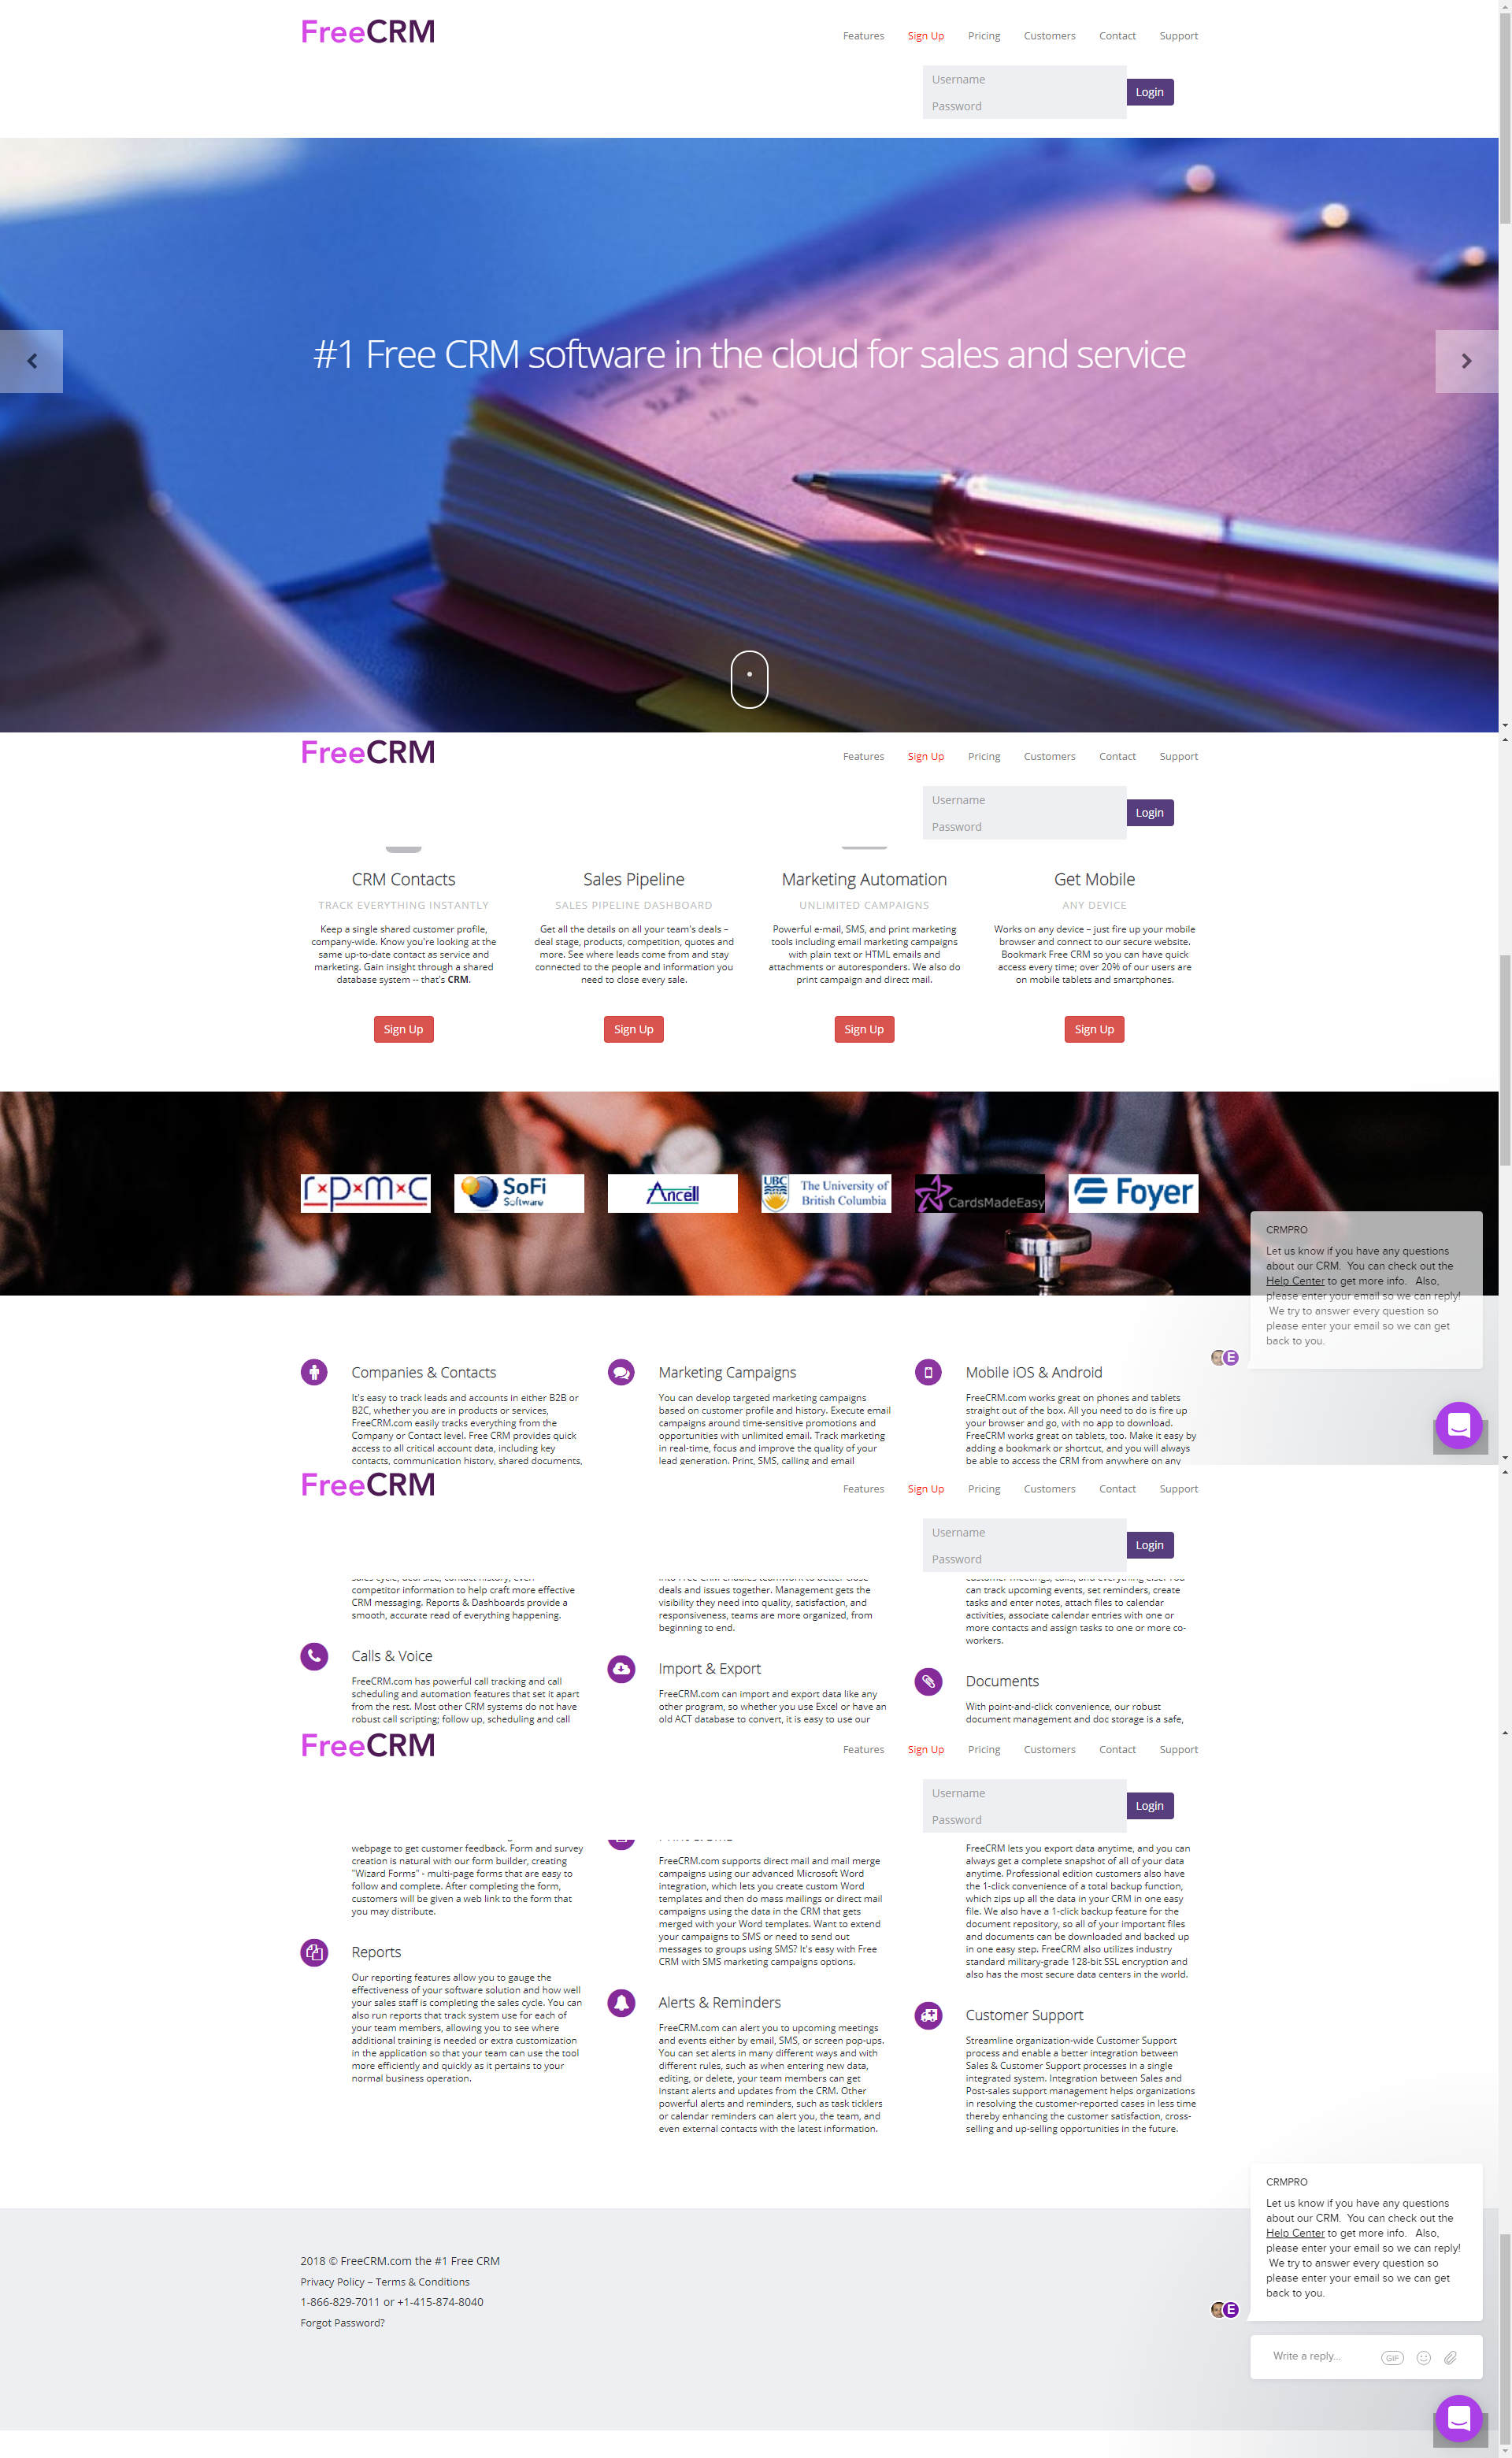 FreeCRM
Features Sign Up Pricing Customers Contact Support
Username
Login
Password
#1 Free CRM software in the cloud for sales and service
FreeCRM
Features Sign Up Pricing Customers Contact Support
Username
Login
Password
CRM Contacts
TRACK EVERYTHING INSTANTLY
Keep a single shared customer profile,
company-wide. Know you're looking at the
same up-to-date contact as service and
marketing. Gain insight through a shared
database system -- that's CRM.
Sign Up
Sales Pipeline
SALES PIPELINE DASHBOARD
Get all the details on all your team's deals –
deal stage, products, competition, quotes and
more. See where leads come from and stay
connected to the people and information you
need to close every sale.
Sign Up
Marketing Automation
UNLIMITED CAMPAIGNS
Powerful e-mail, SMS, and print marketing
tools including email marketing campaigns
with plain text or HTML emails and
attachments or autoresponders. We also do
print campaign and direct mail.
Sign Up
Get Mobile
ANY DEVICE
Works on any device – just fire up your mobile
browser and connect to our secure website.
Bookmark Free CRM so you can have quick
access every time; over 20% of our users are
on mobile tablets and smartphones.
Sign Up
r×p×m×c
SoFi
Software
Ancell
UBC
The University of
British Columbia
CardsMadeEasy
Foyer
CRMPRO
Let us know if you have any questions
about our CRM. You can check out the
Help Center to get more info. Also,
please enter your email so we can reply!
We try to answer every question so
please enter your email so we can get
back to you.
E
Companies & Contacts
It's easy to track leads and accounts in either B2B or
B2C, whether you are in products or services,
FreeCRM.com easily tracks everything from the
Company or Contact level. Free CRM provides quick
access to all critical account data, including key
contacts, communication history, shared documents,
Marketing Campaigns
You can develop targeted marketing campaigns
based on customer profile and history. Execute email
campaigns around time-sensitive promotions and
opportunities with unlimited email. Track marketing
in real-time, focus and improve the quality of your
lead generation. Print, SMS, calling and email
Mobile iOS & Android
FreeCRM.com works great on phones and tablets
straight out of the box. All you need to do is fire up
your browser and go, with no app to download.
FreeCRM works great on tablets, too. Make it easy by
adding a bookmark or shortcut, and you will always
be able to access the CRM from anywhere on any
FreeCRM
Features Sign Up Pricing Customers Contact Support
Username
Login
Password
competitor information to help craft more effective
CRM messaging. Reports & Dashboards provide a
smooth, accurate read of everything happening.
Calls & Voice
FreeCRM.com has powerful call tracking and call
scheduling and automation features that set it apart
from the rest. Most other CRM systems do not have
robust call scripting; follow up, scheduling and call
deals and issues together. Management gets the
visibility they need into quality, satisfaction, and
responsiveness, teams are more organized, from
beginning to end.
Import & Export
FreeCRM.com can import and export data like any
other program, so whether you use Excel or have an
old ACT database to convert, it is easy to use our
can track upcoming events, set reminders, create
tasks and enter notes, attach files to calendar
activities, associate calendar entries with one or
more contacts and assign tasks to one or more co-
workers.
Documents
With point-and-click convenience, our robust
document management and doc storage is a safe,
FreeCRM
Features Sign Up Pricing Customers Contact Support
Username
Login
Password
webpage to get customer feedback. Form and survey
creation is natural with our form builder, creating
"Wizard Forms" - multi-page forms that are easy to
follow and complete. After completing the form,
customers will be given a web link to the form that
you may distribute.
Reports
Our reporting features allow you to gauge the
effectiveness of your software solution and how well
your sales staff is completing the sales cycle. You can
also run reports that track system use for each of
your team members, allowing you to see where
additional training is needed or extra customization
in the application so that your team can use the tool
more efficiently and quickly as it pertains to your
normal business operation.
FreeCRM.com supports direct mail and mail merge
campaigns using our advanced Microsoft Word
integration, which lets you create custom Word
templates and then do mass mailings or direct mail
campaigns using the data in the CRM that gets
merged with your Word templates. Want to extend
your campaigns to SMS or need to send out
messages to groups using SMS? It's easy with Free
CRM with SMS marketing campaigns options.
Alerts & Reminders
FreeCRM.com can alert you to upcoming meetings
and events either by email, SMS, or screen pop-ups.
You can set alerts in many different ways and with
different rules, such as when entering new data,
editing, or delete, your team members can get
instant alerts and updates from the CRM. Other
powerful alerts and reminders, such as task ticklers
or calendar reminders can alert you, the team, and
even external contacts with the latest information.
FreeCRM lets you export data anytime, and you can
always get a complete snapshot of all of your data
anytime. Professional edition customers also have
the 1-click convenience of a total backup function,
which zips up all the data in your CRM in one easy
file. We also have a 1-click backup feature for the
document repository, so all of your important files
and documents can be downloaded and backed up
in one easy step. FreeCRM also utilizes industry
standard military-grade 128-bit SSL encryption and
also has the most secure data centers in the world.
Customer Support
Streamline organization-wide Customer Support
process and enable a better integration between
Sales & Customer Support processes in a single
integrated system. Integration between Sales and
Post-sales support management helps organizations
in resolving the customer-reported cases in less time
thereby enhancing the customer satisfaction, cross-
selling and up-selling opportunities in the future.
CRMPRO
Let us know if you have any questions
about our CRM. You can check out the
Help Center to get more info. Also,
please enter your email so we can reply!
We try to answer every question so
please enter your email so we can get
back to you.
E
Write a reply...
GIF
2018 © FreeCRM.com the #1 Free CRM
Privacy Policy – Terms & Conditions
1-866-829-7011 or +1-415-874-8040
Forgot Password?